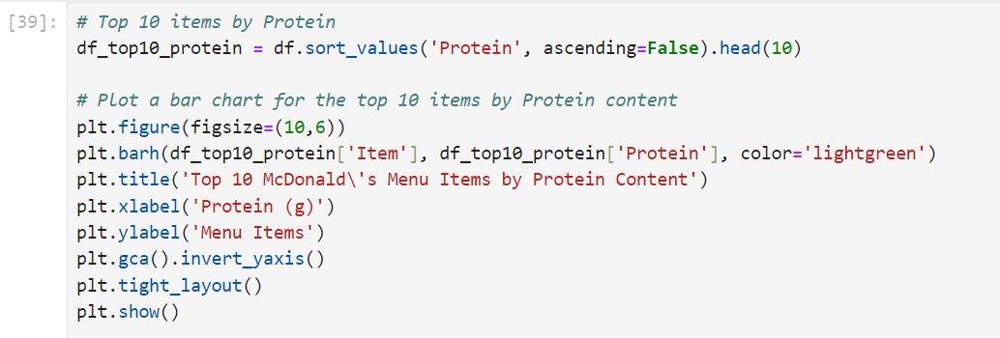 [39]: # Top 10 items by Protein
df_top10_protein = df.sort_values('Protein', ascending=False).head(10)
# Plot a bar chart for the top 10 items by Protein content
plt.figure(figsize=(10,6))
plt.barh(df_top10_protein['Item'], df_top10_protein['Protein'], color='lightgreen')
plt.title('Top 10 McDonald\'s Menu Items by Protein Content')
plt.xlabel('Protein (g)')
plt.ylabel('Menu Items')
plt.gca().invert_yaxis()
plt.tight_layout()
plt.show()